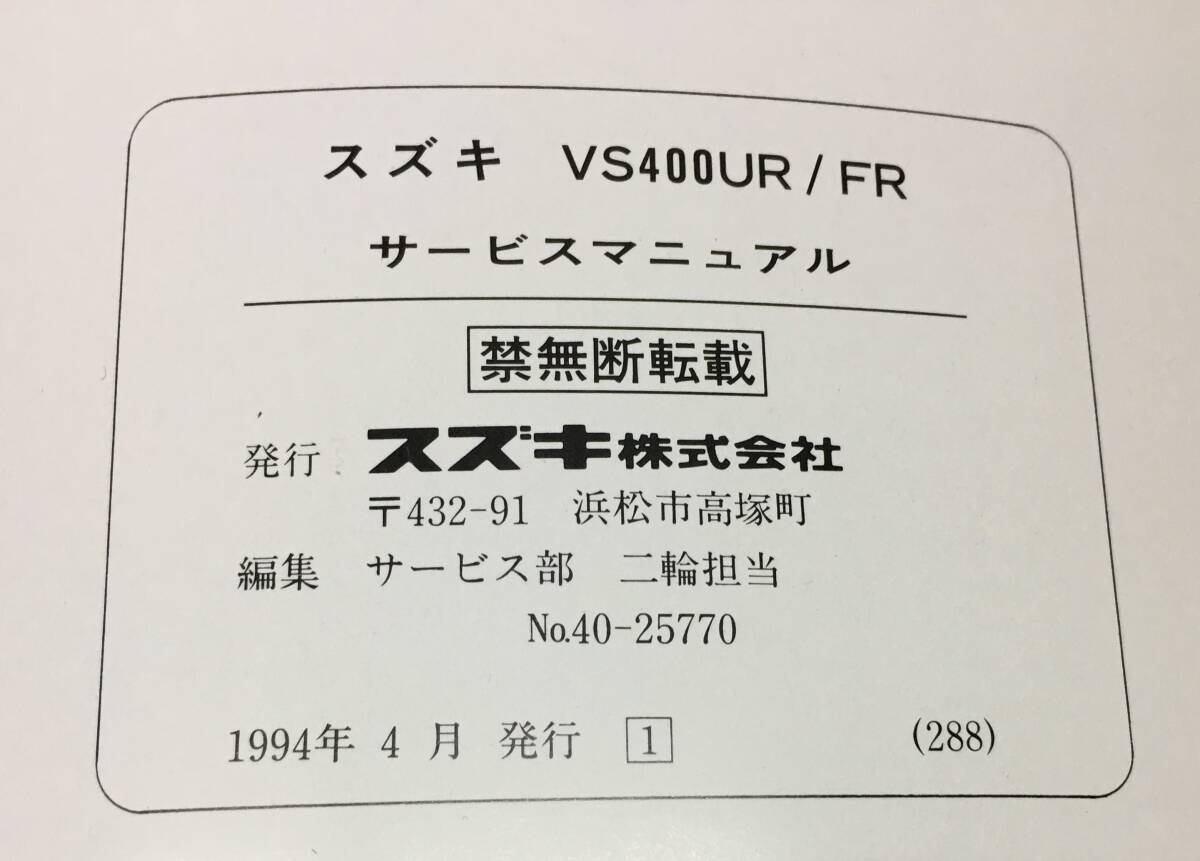 スズキ VS400UR/FR
サービスマニュアル
禁無断転載
発行 スズキ株式会社
〒432-91 浜松市高塚町
編集 サービス部 二輪担当
No.40-25770
1994年 4 月 発行 1 (288)